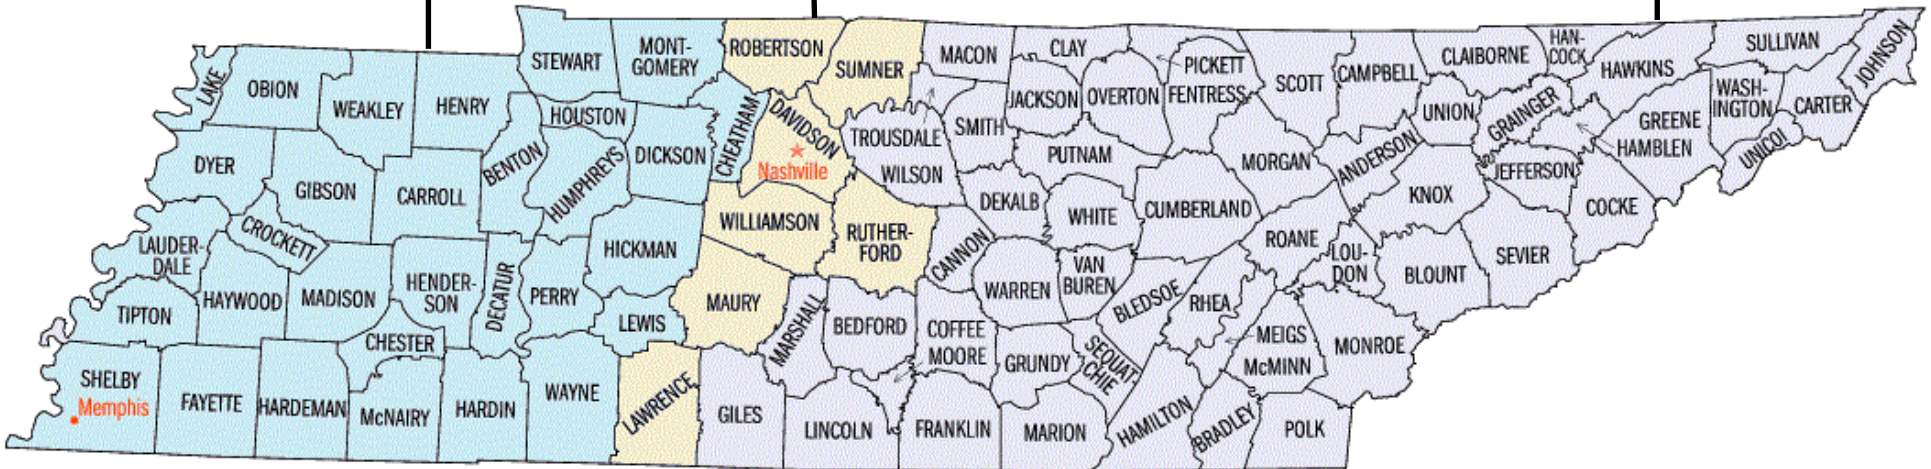 LAKE
OBION
WEAKLEY
HENRY
STEWART
MONT-
GOMERY
ROBERTSON
SUMNER
MACON
CLAY
PICKETT
SCOTT
CAMPBELL
CLAIBORNE
HAN-
COCK
HAWKINS
SULLIVAN
JOHNSON
HOUSTON
CHEATHAM
DAVIDSON
Nashville
TROUSDALE
SMITH
JACKSON
OVERTON
FENTRESS
UNION
GRAINGER
GREENE
HAMBLEN
WASH-
INGTON
CARTER
UNICOI
DYER
GIBSON
CARROLL
BENTON
HUMPHREYS
DICKSON
WILSON
PUTNAM
MORGAN
ANDERSON
KNOX
JEFFERSON
COCKE
LAUDER-
DALE
CROCKETT
WILLIAMSON
RUTHER-
FORD
DEKALB
WHITE
CUMBERLAND
ROANE
LOU-
DON
BLOUNT
SEVIER
TIPTON
HAYWOOD
MADISON
HENDER-
SON
DECATUR
PERRY
HICKMAN
LEWIS
MAURY
CANNON
WARREN
VAN
BUREN
BLEDSOE
RHEA
MEIGS
McMINN
MONROE
CHESTER
MARSHALL
BEDFORD
COFFEE
MOORE
GRUNDY
SEQUAT-
CHIE
SHELBY
Memphis
FAYETTE
HARDEMAN
McNAIRY
HARDIN
WAYNE
LAWRENCE
GILES
LINCOLN
FRANKLIN
MARION
HAMILTON
BRADLEY
POLK